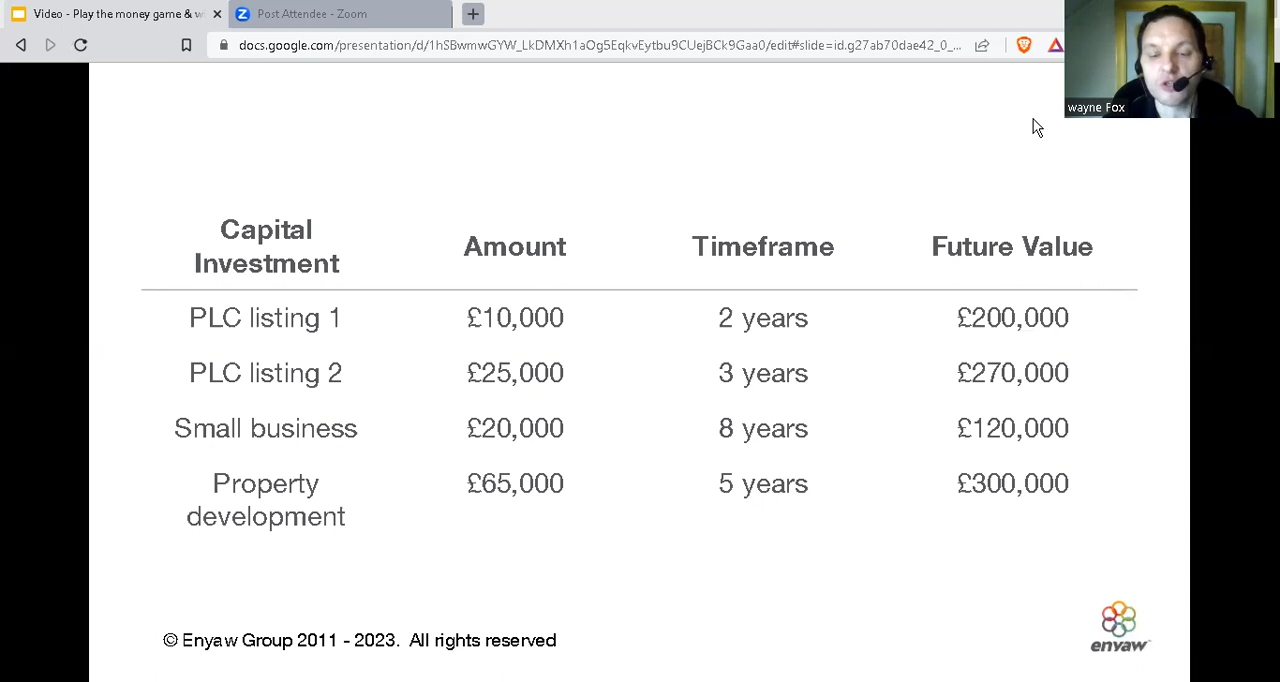 Video - Play the money game & w
Post Attendee - Zoom
docs.google.com/presentation/d/1hSBwmwGYW_LkDMXh1aOg5EqkvEytbu9CUejBCk9Gaa0/edit#slide=id.g27ab70dae42_0_...
wayne Fox
Capital
Investment
Amount
Timeframe
Future Value
PLC listing 1
£10,000
2 years
£200,000
PLC listing 2
£25,000
3 years
£270,000
Small business
£20,000
8 years
£120,000
Property
development
£65,000
5 years
£300,000
© Enyaw Group 2011 - 2023. All rights reserved
enyaw